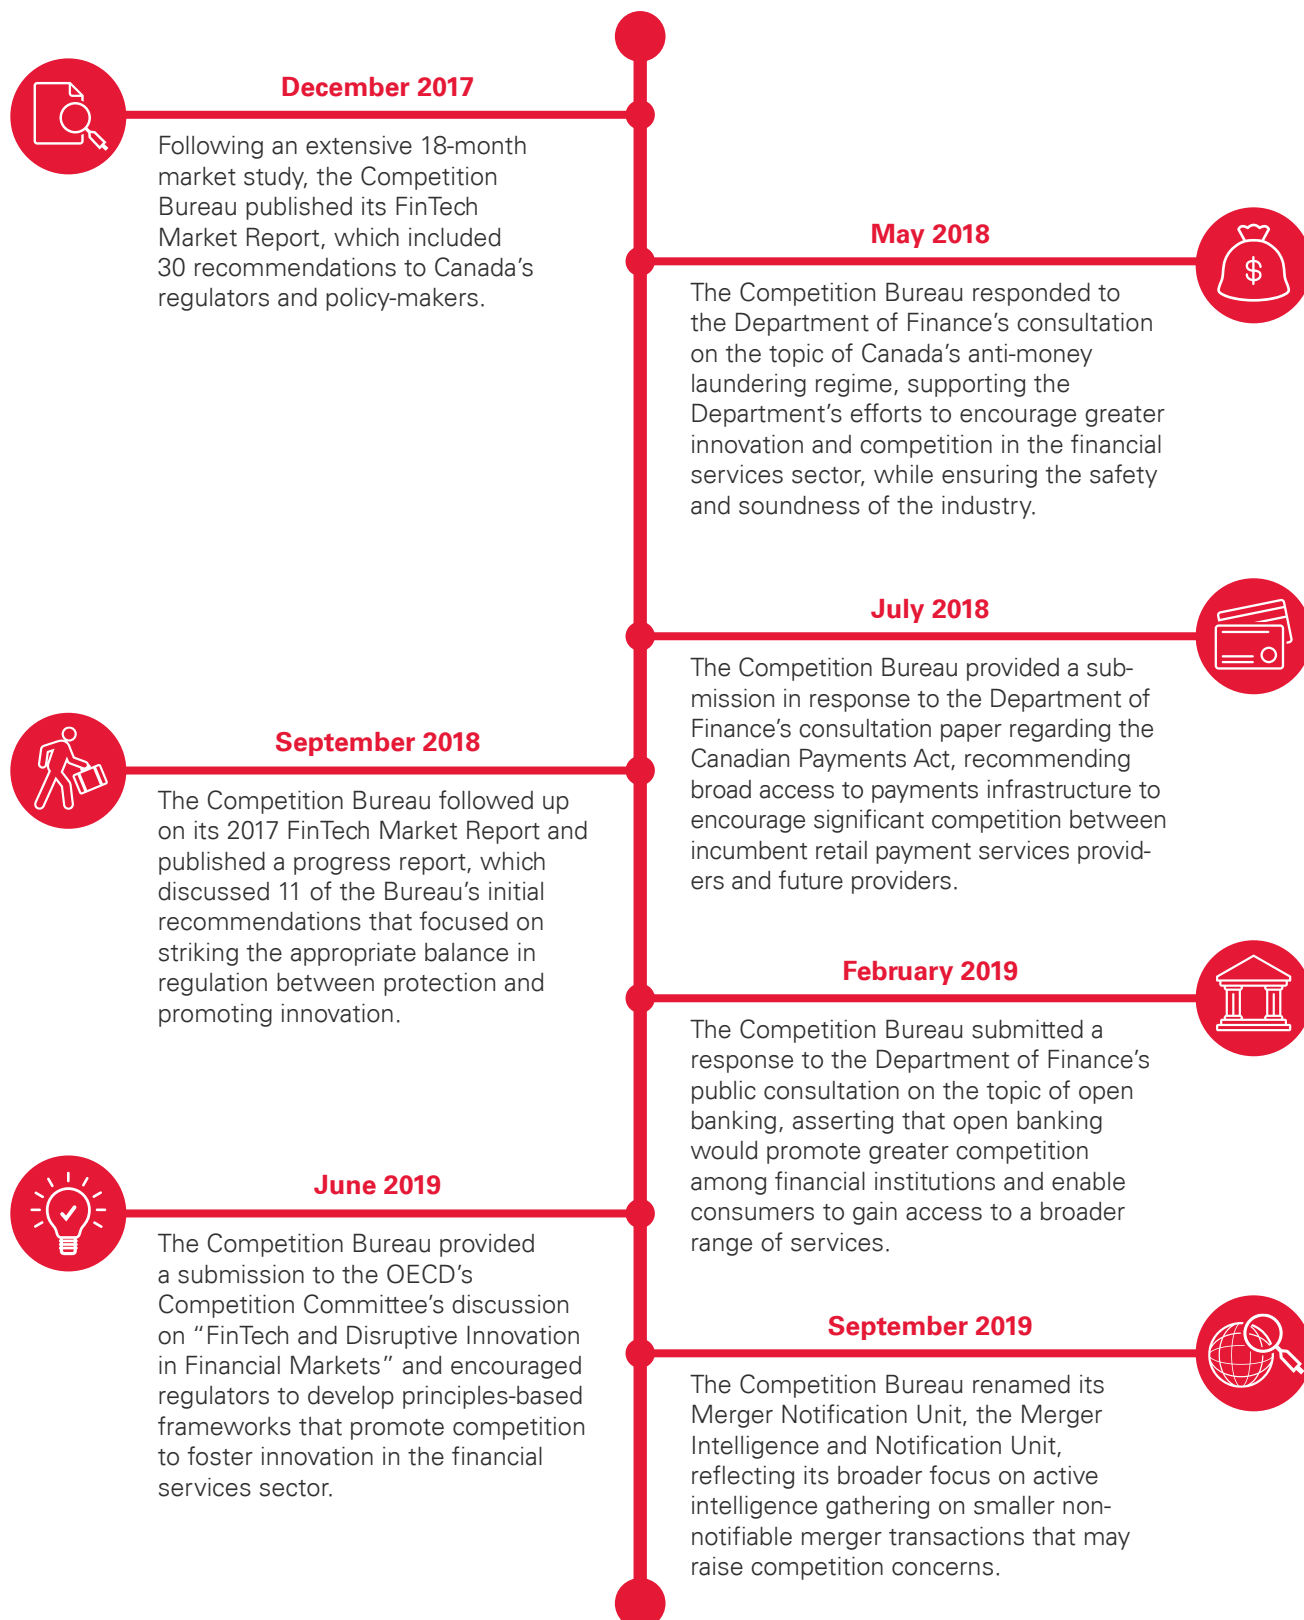 December 2017
Following an extensive 18-month
market study, the Competition
Bureau published its FinTech
Market Report, which included
30 recommendations to Canada’s
regulators and policy-makers.
May 2018
$
The Competition Bureau responded to
the Department of Finance’s consultation
on the topic of Canada’s anti-money
laundering regime, supporting the
Department’s efforts to encourage greater
innovation and competition in the financial
services sector, while ensuring the safety
and soundness of the industry.
July 2018
The Competition Bureau provided a sub-
mission in response to the Department of
Finance’s consultation paper regarding the
Canadian Payments Act, recommending
broad access to payments infrastructure to
encourage significant competition between
incumbent retail payment services provid-
ers and future providers.
September 2018
The Competition Bureau followed up
on its 2017 FinTech Market Report and
published a progress report, which
discussed 11 of the Bureau’s initial
recommendations that focused on
striking the appropriate balance in
regulation between protection and
promoting innovation.
February 2019
The Competition Bureau submitted a
response to the Department of Finance’s
public consultation on the topic of open
banking, asserting that open banking
would promote greater competition
among financial institutions and enable
consumers to gain access to a broader
range of services.
June 2019
The Competition Bureau provided
a submission to the OECD’s
Competition Committee’s discussion
on “FinTech and Disruptive Innovation
in Financial Markets” and encouraged
regulators to develop principles-based
frameworks that promote competition
to foster innovation in the financial
services sector.
September 2019
The Competition Bureau renamed its
Merger Notification Unit, the Merger
Intelligence and Notification Unit,
reflecting its broader focus on active
intelligence gathering on smaller non-
notifiable merger transactions that may
raise competition concerns.